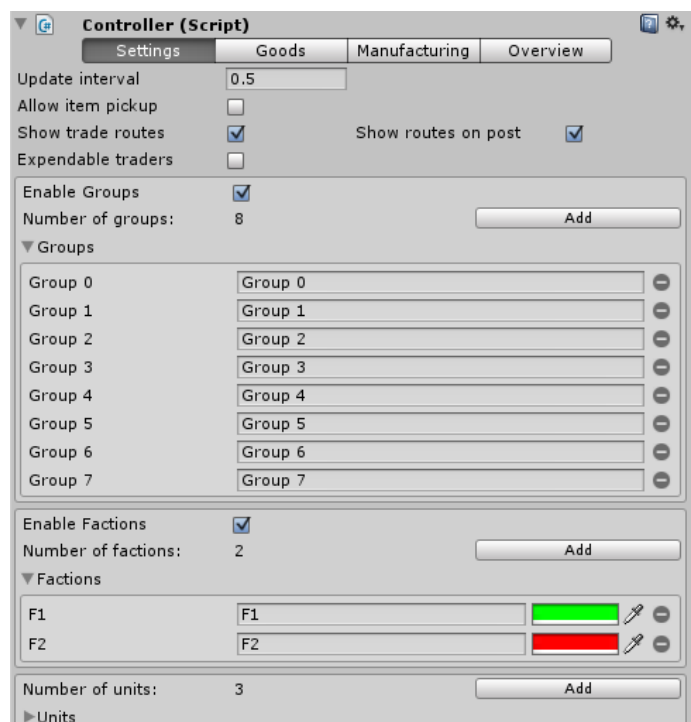 Controller (Script)
Settings Goods Manufacturing Overview
Update interval 0.5
Allow item pickup
Show trade routes Show routes on post
Expendable traders
Enable Groups
Number of groups: 8 Add
Groups
Group 0 Group 0
Group 1 Group 1
Group 2 Group 2
Group 3 Group 3
Group 4 Group 4
Group 5 Group 5
Group 6 Group 6
Group 7 Group 7
Enable Factions
Number of factions: 2 Add
Factions
F1 F1
F2 F2
Number of units: 3 Add
Units